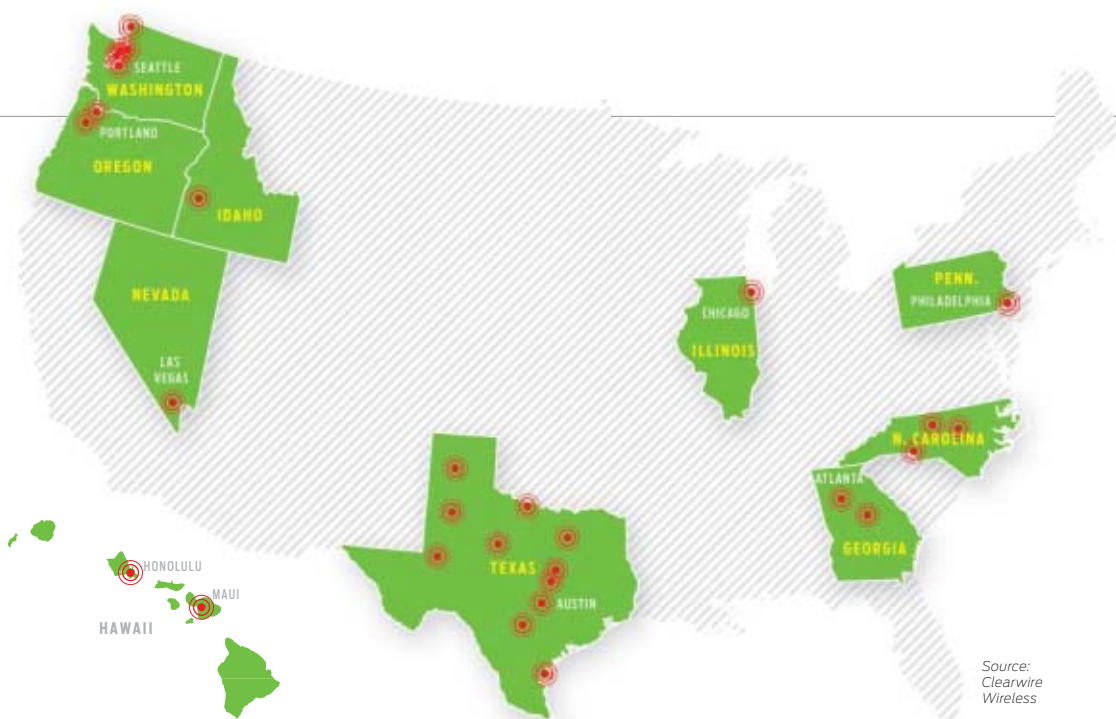 SEATTLE
WASHINGTON
PORTLAND
OREGON
IDAHO
NEVADA
LAS
VEGAS
CHICAGO
ILLINOIS
PENN.
PHILADELPHIA
N. CAROLINA
ATLANTA
GEORGIA
TEXAS
AUSTIN
HONOLULU
MAUI
HAWAII
Source:
Clearwire
Wireless